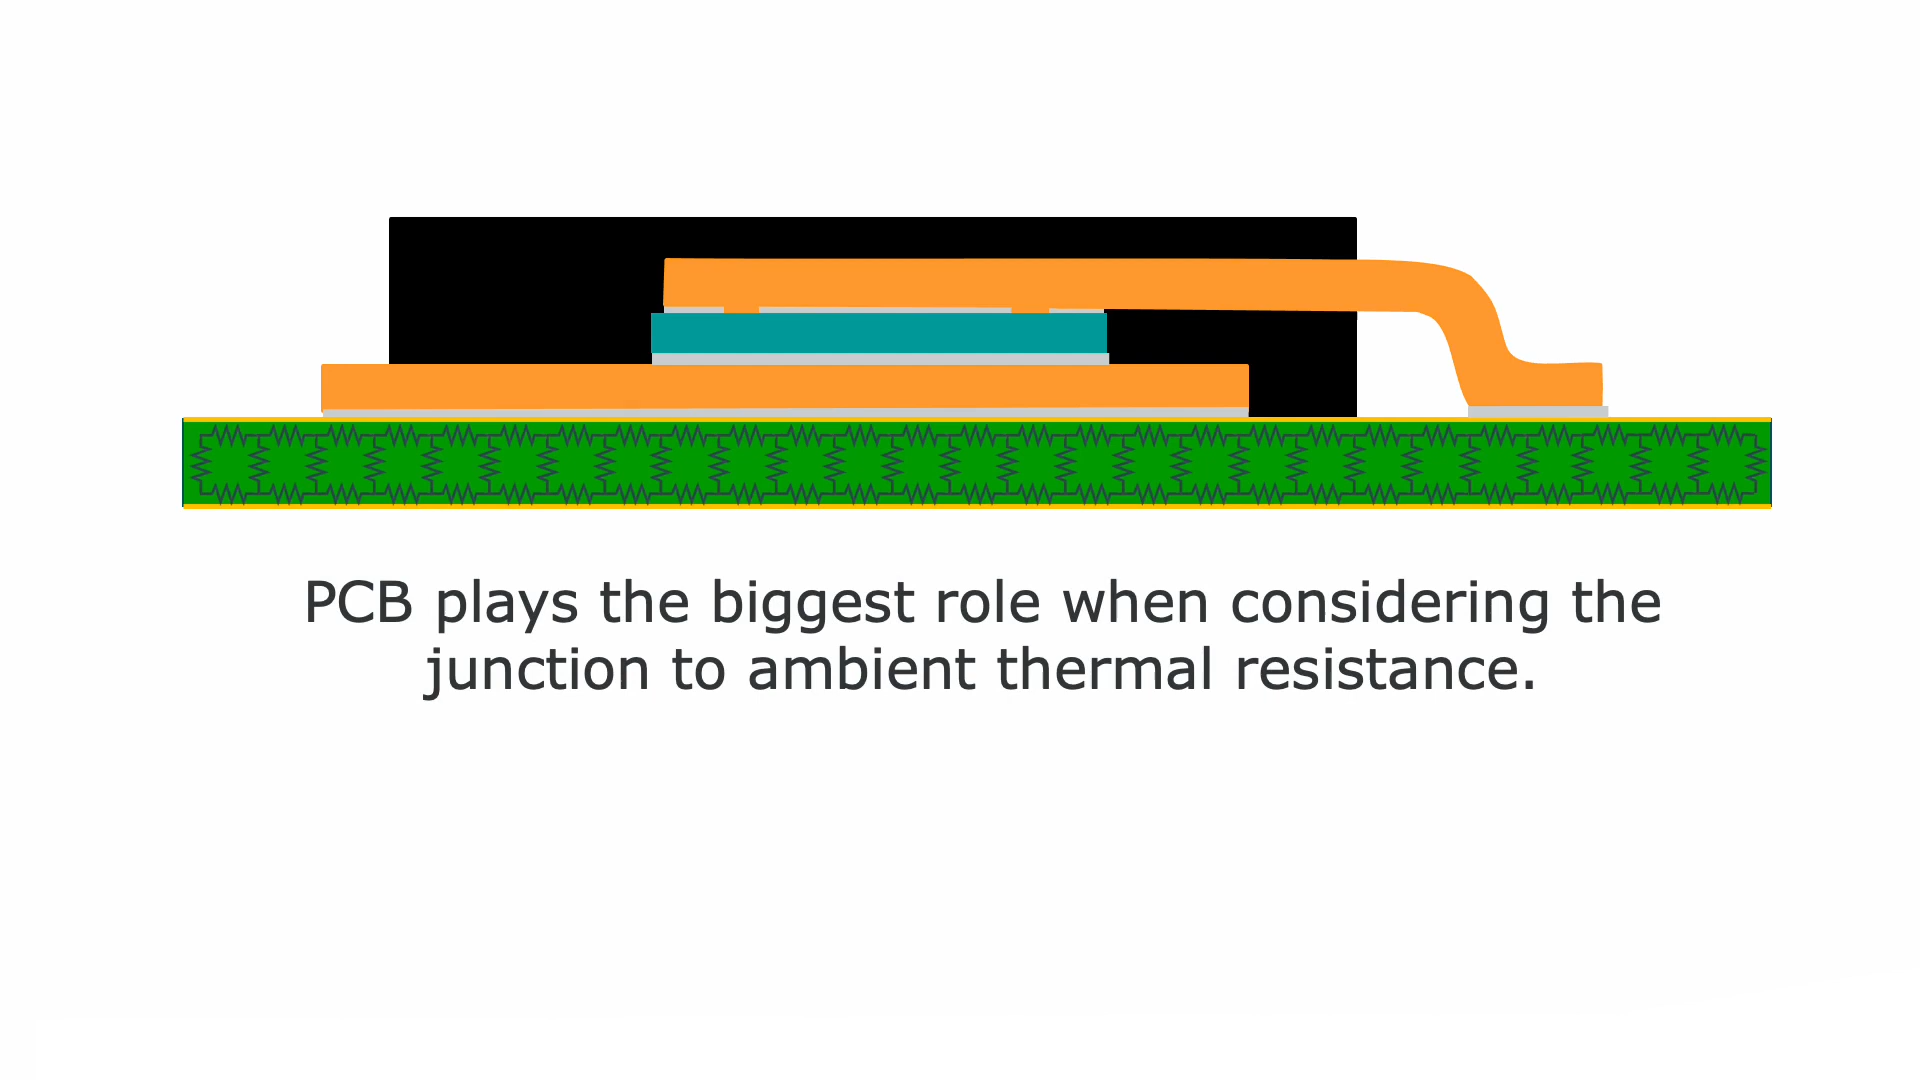 PCB plays the biggest role when considering the
junction to ambient thermal resistance.